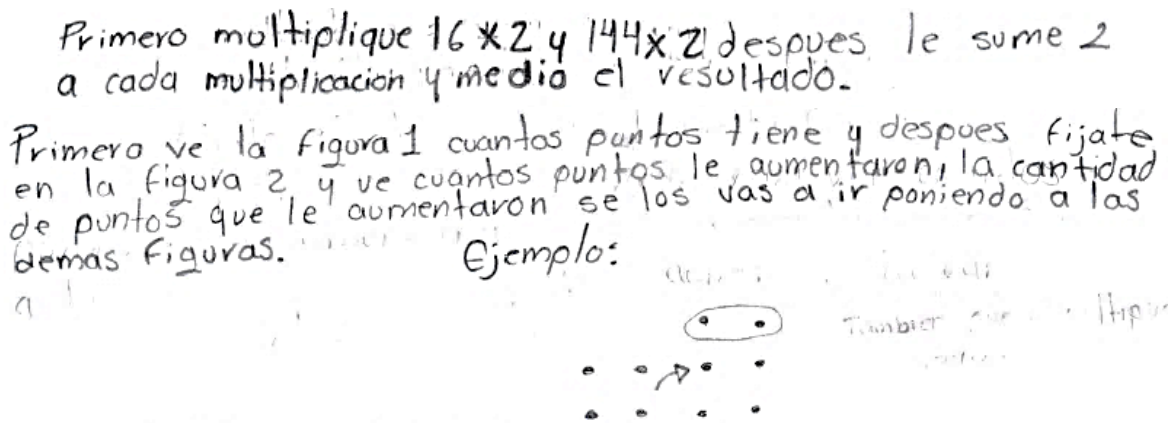 Primero moltiplique 16 x 2 y 144 x 2 despues le sume 2
a cada multiplicacion y me dio el resultado.
Primero ve la figura 1 cuantos puntos tiene y despues fijate
en la figura 2 y ve cuantos puntos le aumentaron, la cantidad
de puntos que le aumentaron se los vas a ir poniendo a las
demas figuras. Ejemplo: